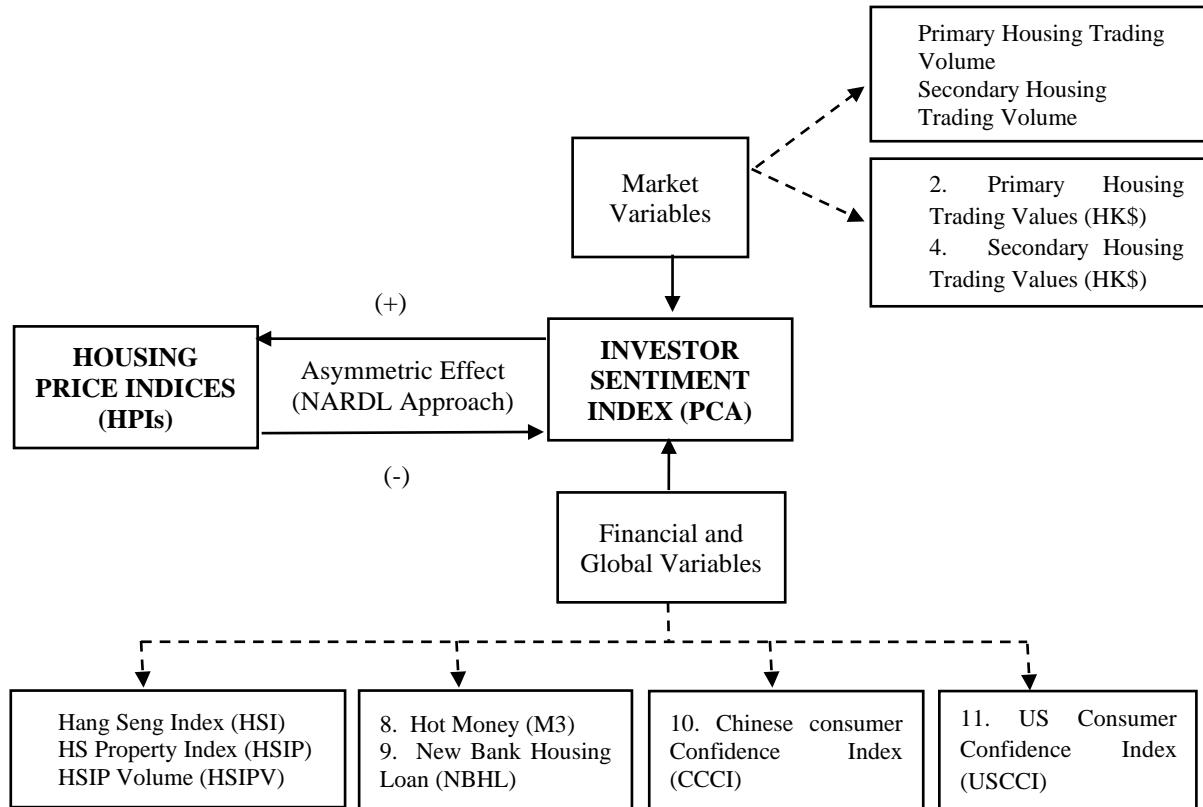 Primary Housing Trading
Volume
Secondary Housing
Trading Volume
Market
Variables
2. Primary Housing
Trading Values (HK$)
4. Secondary Housing
Trading Values (HK$)
(+)
HOUSING
PRICE INDICES
(HPIs)
Asymmetric Effect
(NARDL Approach)
INVESTOR
SENTIMENT
INDEX (PCA)
(-)
Financial and
Global Variables
Hang Seng Index (HSI)
HS Property Index (HSIP)
HSIP Volume (HSIPV)
8. Hot Money (M3)
9. New Bank Housing
Loan (NBHL)
10. Chinese consumer
Confidence Index
(CCCI)
11. US Consumer
Confidence Index
(USCCI)